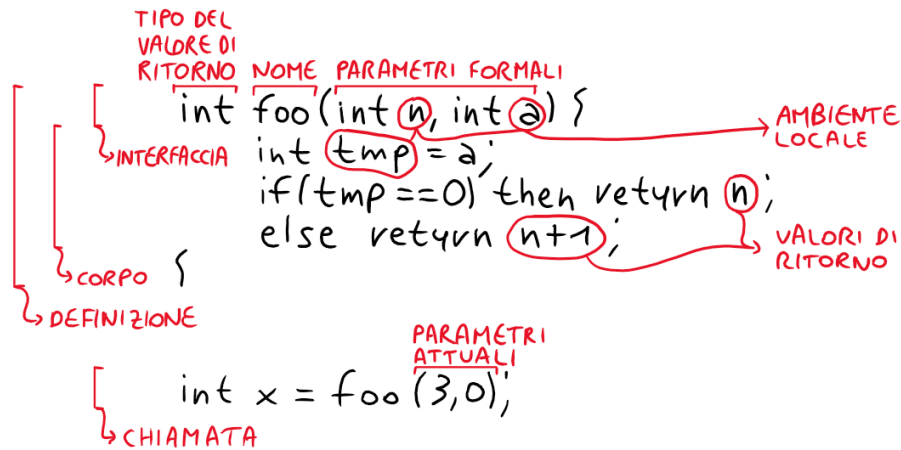 TIPO DEL
VALORE DI
RITORNO NOME PARAMETRI FORMALI
int foo(int n, int a) {
AMBIENTE
LOCALE
INTERFACCIA
int tmp = a;
if(tmp==0) then return n;
else return n+1;
VALORI DI
RITORNO
CORPO
{
DEFINIZIONE
PARAMETRI
ATTUALI
int x = foo(3,0);
CHIAMATA